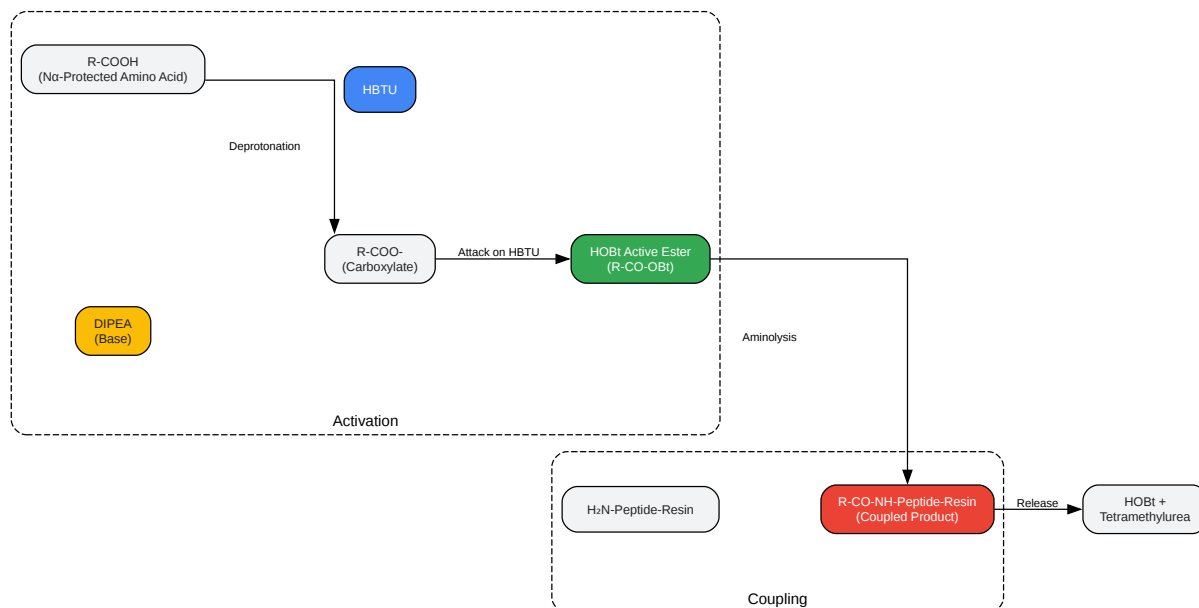 R-COOH
(Nα-Protected Amino Acid)
HBTU
Deprotonation
R-COO-
(Carboxylate)
Attack on HBTU
HOBt Active Ester
(R-CO-OBt)
DIPEA
(Base)
Aminolysis
Activation
H₂N-Peptide-Resin
R-CO-NH-Peptide-Resin
(Coupled Product)
Release
HOBt +
Tetramethylurea
Coupling